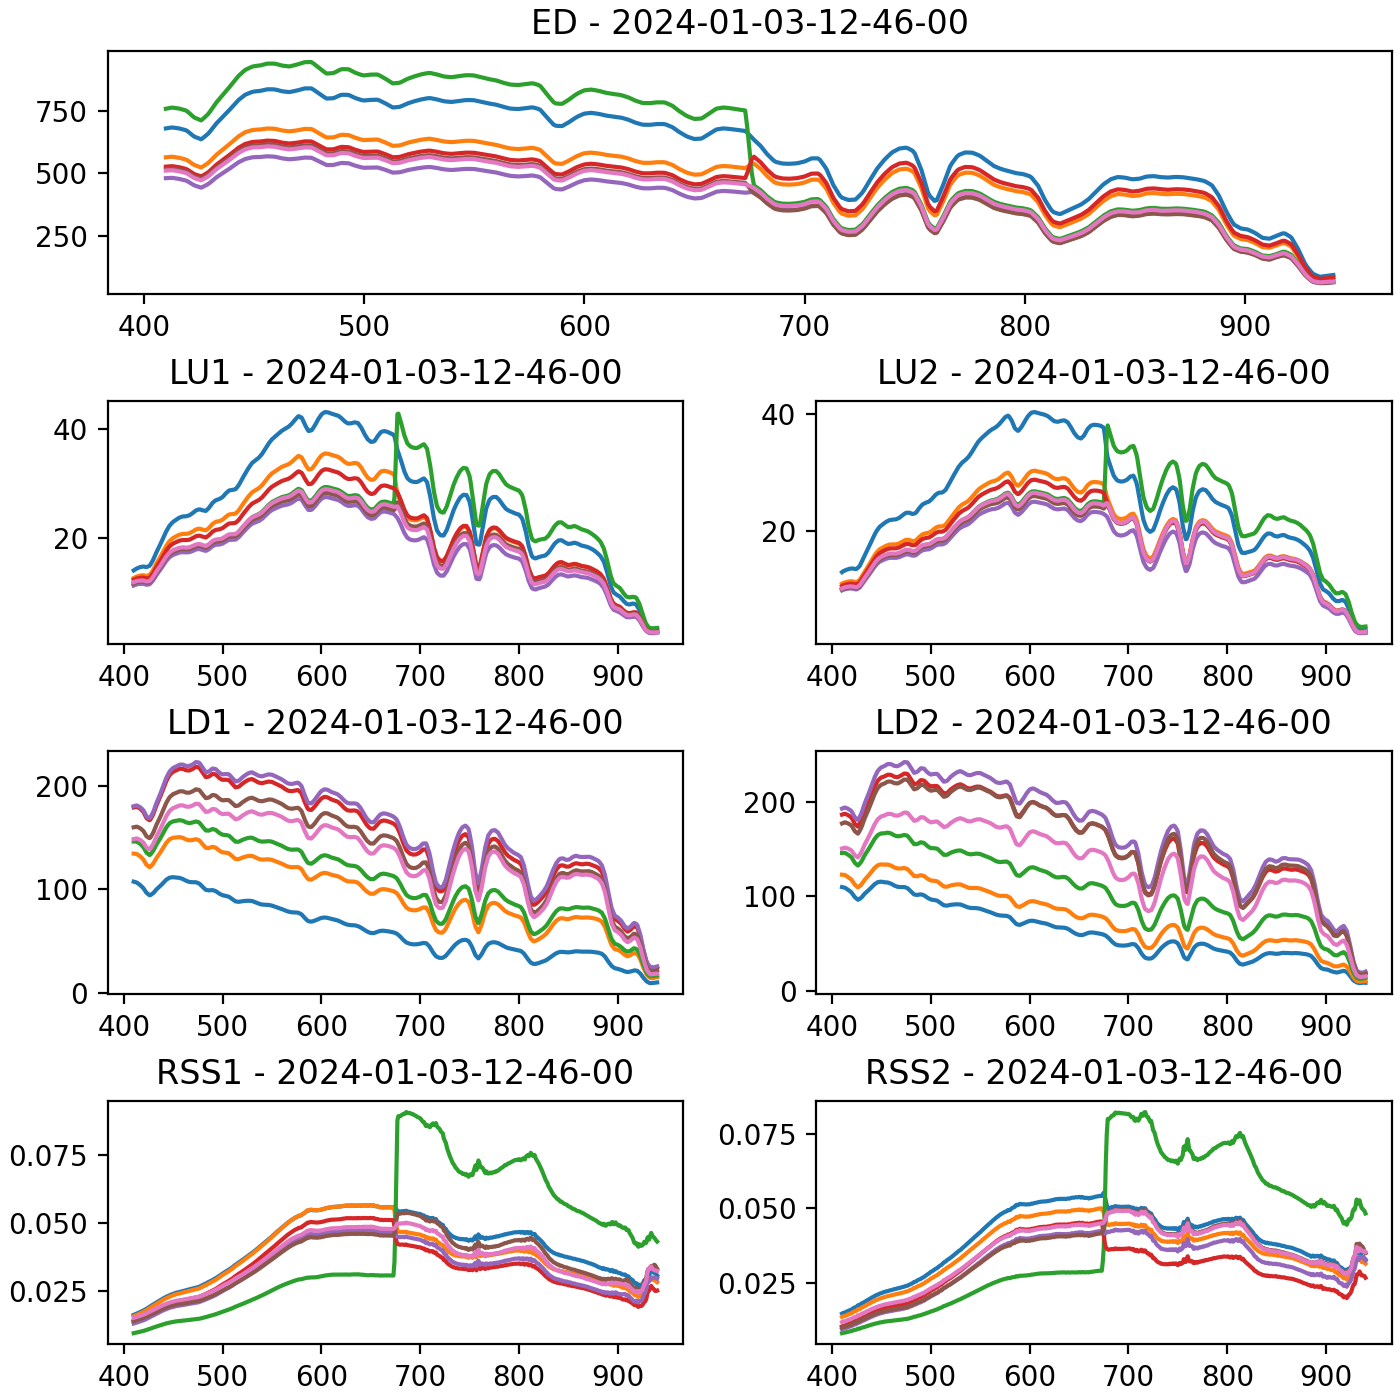 ED - 2024-01-03-12-46-00
750
500
250
400 500 600 700 800 900
LU1 - 2024-01-03-12-46-00
40
20
400 500 600 700 800 900
LU2 - 2024-01-03-12-46-00
40
20
400 500 600 700 800 900
LD1 - 2024-01-03-12-46-00
200
100
0
400 500 600 700 800 900
LD2 - 2024-01-03-12-46-00
200
100
0
400 500 600 700 800 900
RSS1 - 2024-01-03-12-46-00
0.075
0.050
0.025
400 500 600 700 800 900
RSS2 - 2024-01-03-12-46-00
0.075
0.050
0.025
400 500 600 700 800 900